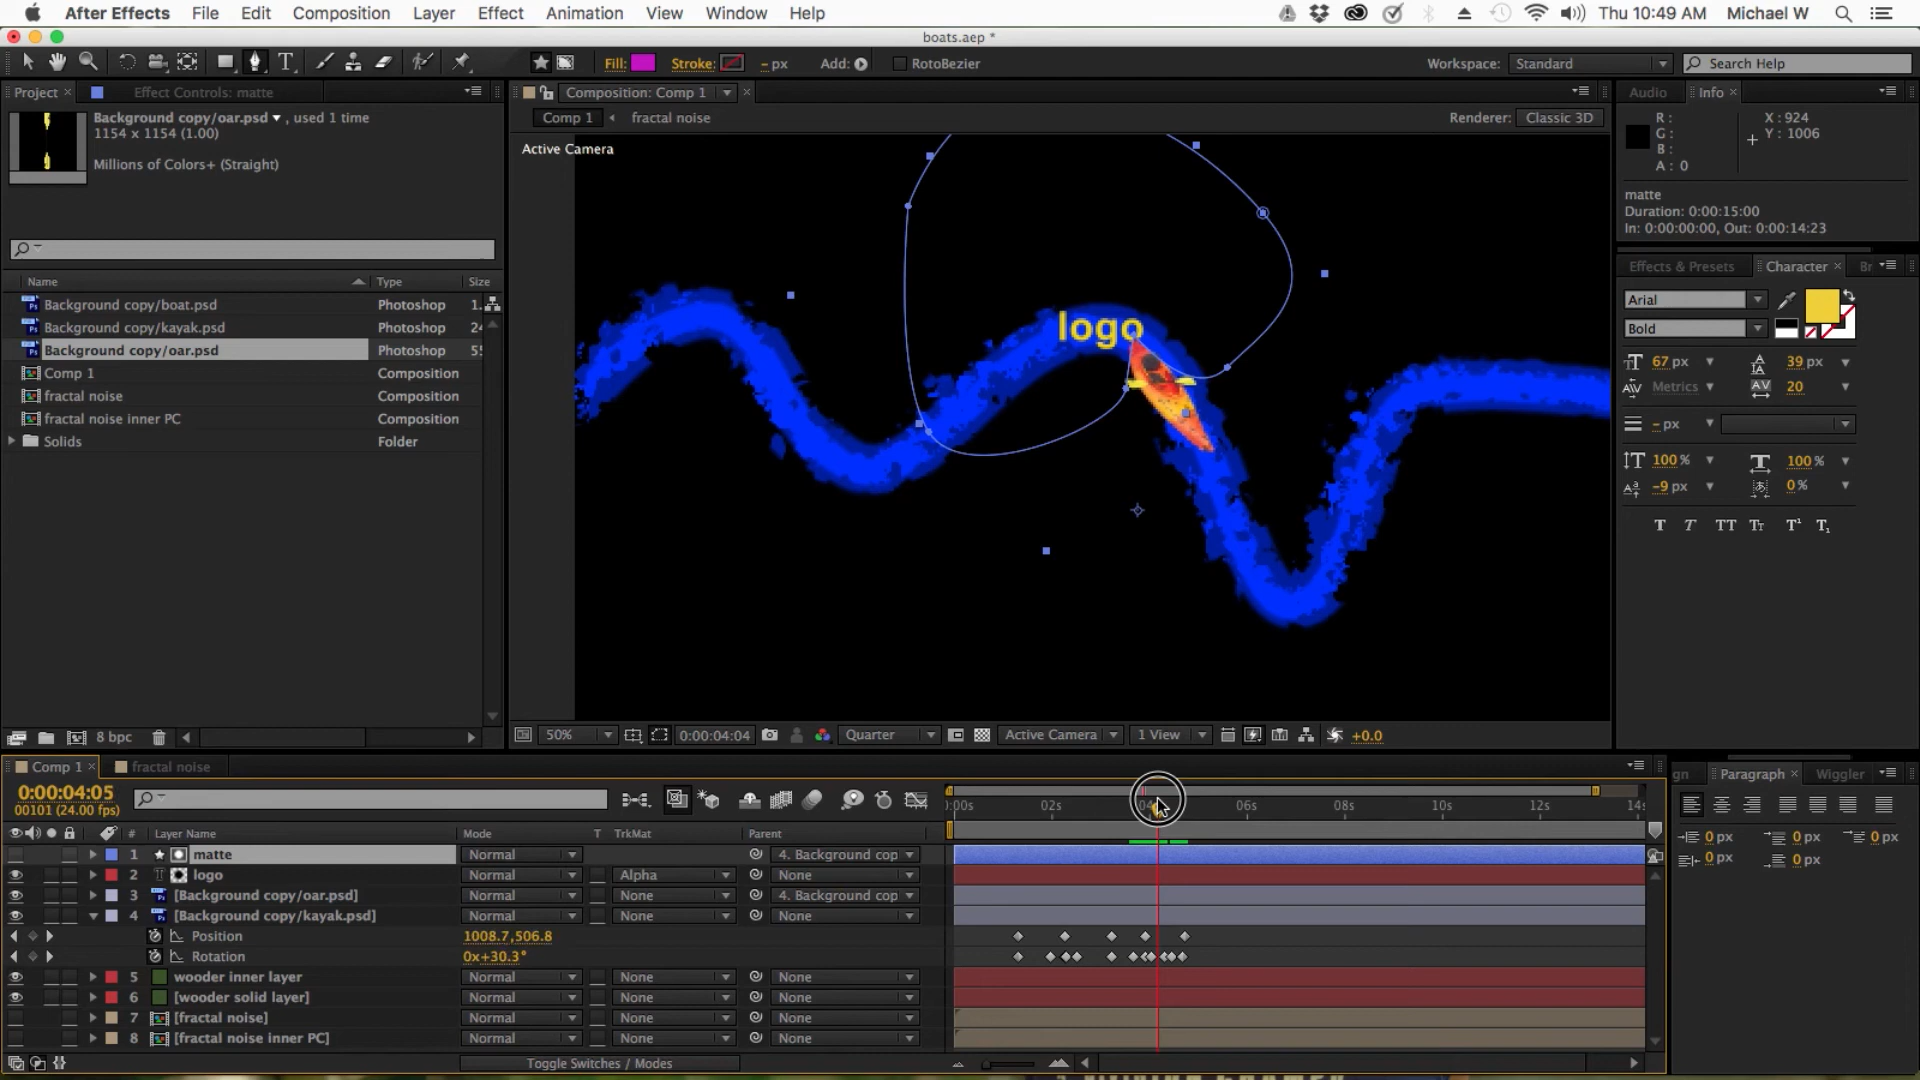 After Effects File Edit Composition Layer Effect Animation View Window Help Thu 10:49 AM Michael W
boats.aep *
Fill: Stroke: - px Add: RotoBezier Workspace: Standard Search Help
Project Effect Controls: matte Composition: Comp 1 Audio Info
Background copy/oar.psd , used 1 time
1154 x 1154 (1.00)
Millions of Colors+ (Straight)
Comp 1 fractal noise Renderer: Classic 3D
Active Camera
R: X : 924
G: Y : 1006
B:
A : 0
matte
Duration: 0:00:15:00
In: 0:00:00:00, Out: 0:00:14:23
Name Type Size
Background copy/boat.psd Photoshop 1.
Background copy/kayak.psd Photoshop 24
Background copy/oar.psd Photoshop 55
Comp 1 Composition
fractal noise Composition
fractal noise inner PC Composition
Solids Folder
logo
Effects & Presets Character Br
Arial
Bold
67 px 39 px
Metrics 20
- px
100 % 100 %
-9 px 0 %
T T TT Tt T¹ T₁
8 bpc
50% 0:00:04:04 Quarter Active Camera 1 View +0.0
Comp 1 fractal noise
0:00:04:05
00101 (24.00 fps)
:00s 02s 04s 06s 08s 10s 12s 14s
# Layer Name Mode T TrkMat Parent
1 matte Normal 4. Background cop
2 logo Normal Alpha None
3 [Background copy/oar.psd] Normal None 4. Background cop
4 [Background copy/kayak.psd] Normal None None
Position 1008.7,506.8
Rotation 0x+30.3°
5 wooder inner layer Normal None None
6 [wooder solid layer] Normal None None
7 [fractal noise] Normal None None
8 [fractal noise inner PC] Normal None None
Toggle Switches / Modes
gn Paragraph Wiggler
0 px 0 px 0 px
0 px 0 px